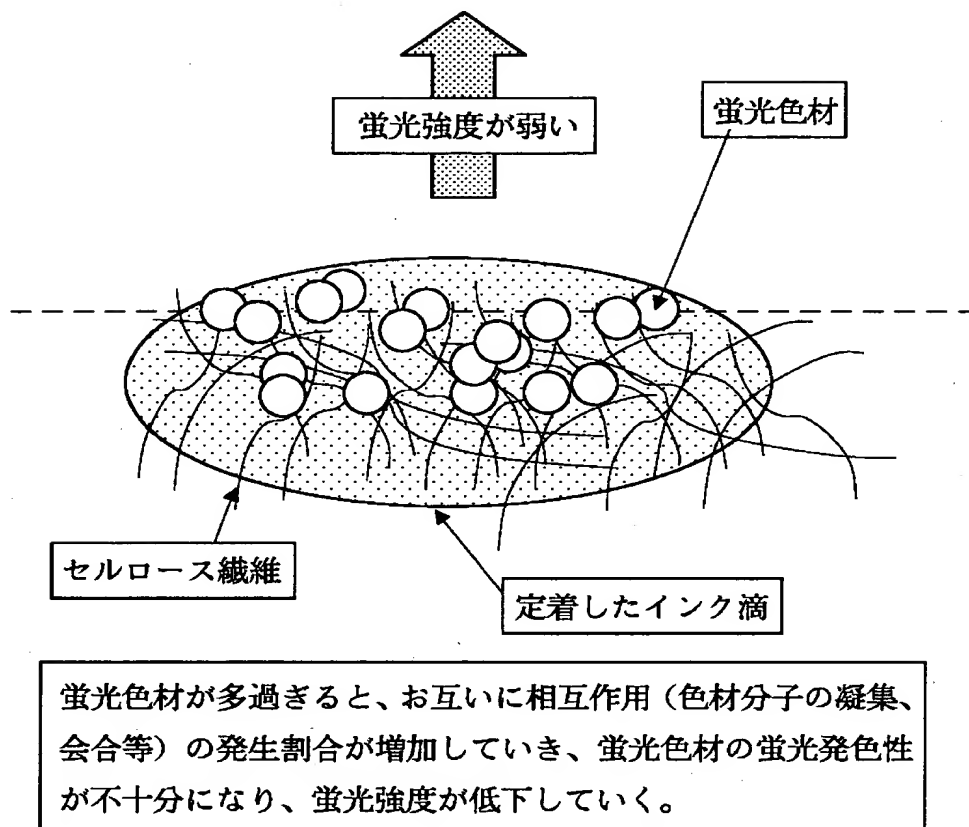 蛍光強度が弱い
蛍光色材
セルロース繊維
定着したインク滴
蛍光色材が多過ぎると、お互いに相互作用（色材分子の凝集、
会合等）の発生割合が増加していき、蛍光色材の蛍光発色性
が不十分になり、蛍光強度が低下していく。